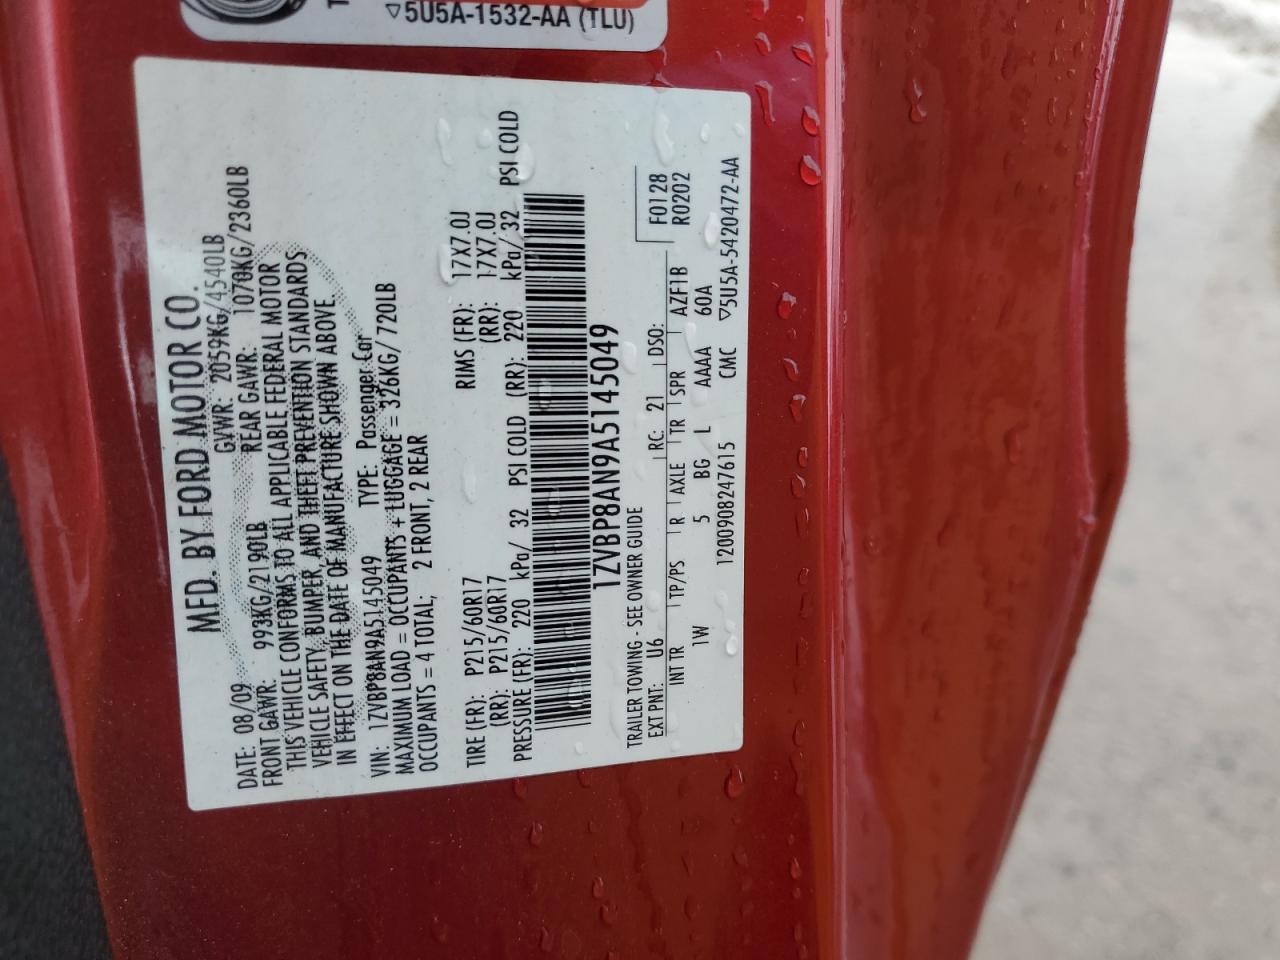 ▽5U5A-1532-AA (TLU)
MFD. BY FORD MOTOR CO.
DATE: 08/09 GVWR: 2059KG/4540LB
FRONT GAWR: 993KG/2190LB REAR GAWR: 1070KG/2360LB
THIS VEHICLE CONFORMS TO ALL APPLICABLE FEDERAL MOTOR
VEHICLE SAFETY, BUMPER, AND THEFT PREVENTION STANDARDS
IN EFFECT ON THE DATE OF MANUFACTURE SHOWN ABOVE.
VIN: 1ZVBP8AN9A5145049 TYPE: Passenger Car
MAXIMUM LOAD = OCCUPANTS + LUGGAGE = 326KG/720LB
OCCUPANTS = 4 TOTAL; 2 FRONT, 2 REAR
TIRE (FR): P215/60R17 RIMS (FR): 17X7.0J
(RR): P215/60R17 (RR): 17X7.0J
PRESSURE (FR): 220 kPa/ 32 PSI COLD (RR): 220 kPa/ 32 PSI COLD
1ZVBP8AN9A5145049
TRAILER TOWING - SEE OWNER GUIDE F0128
EXT PNT: U6 RC: 21 DSO: R0202
INT TR TP/PS R AXLE TR SPR AZF1B
1W 5 BG L AAAA 60A
120090824​7615 CMC ▽5U5A-5420472-AA